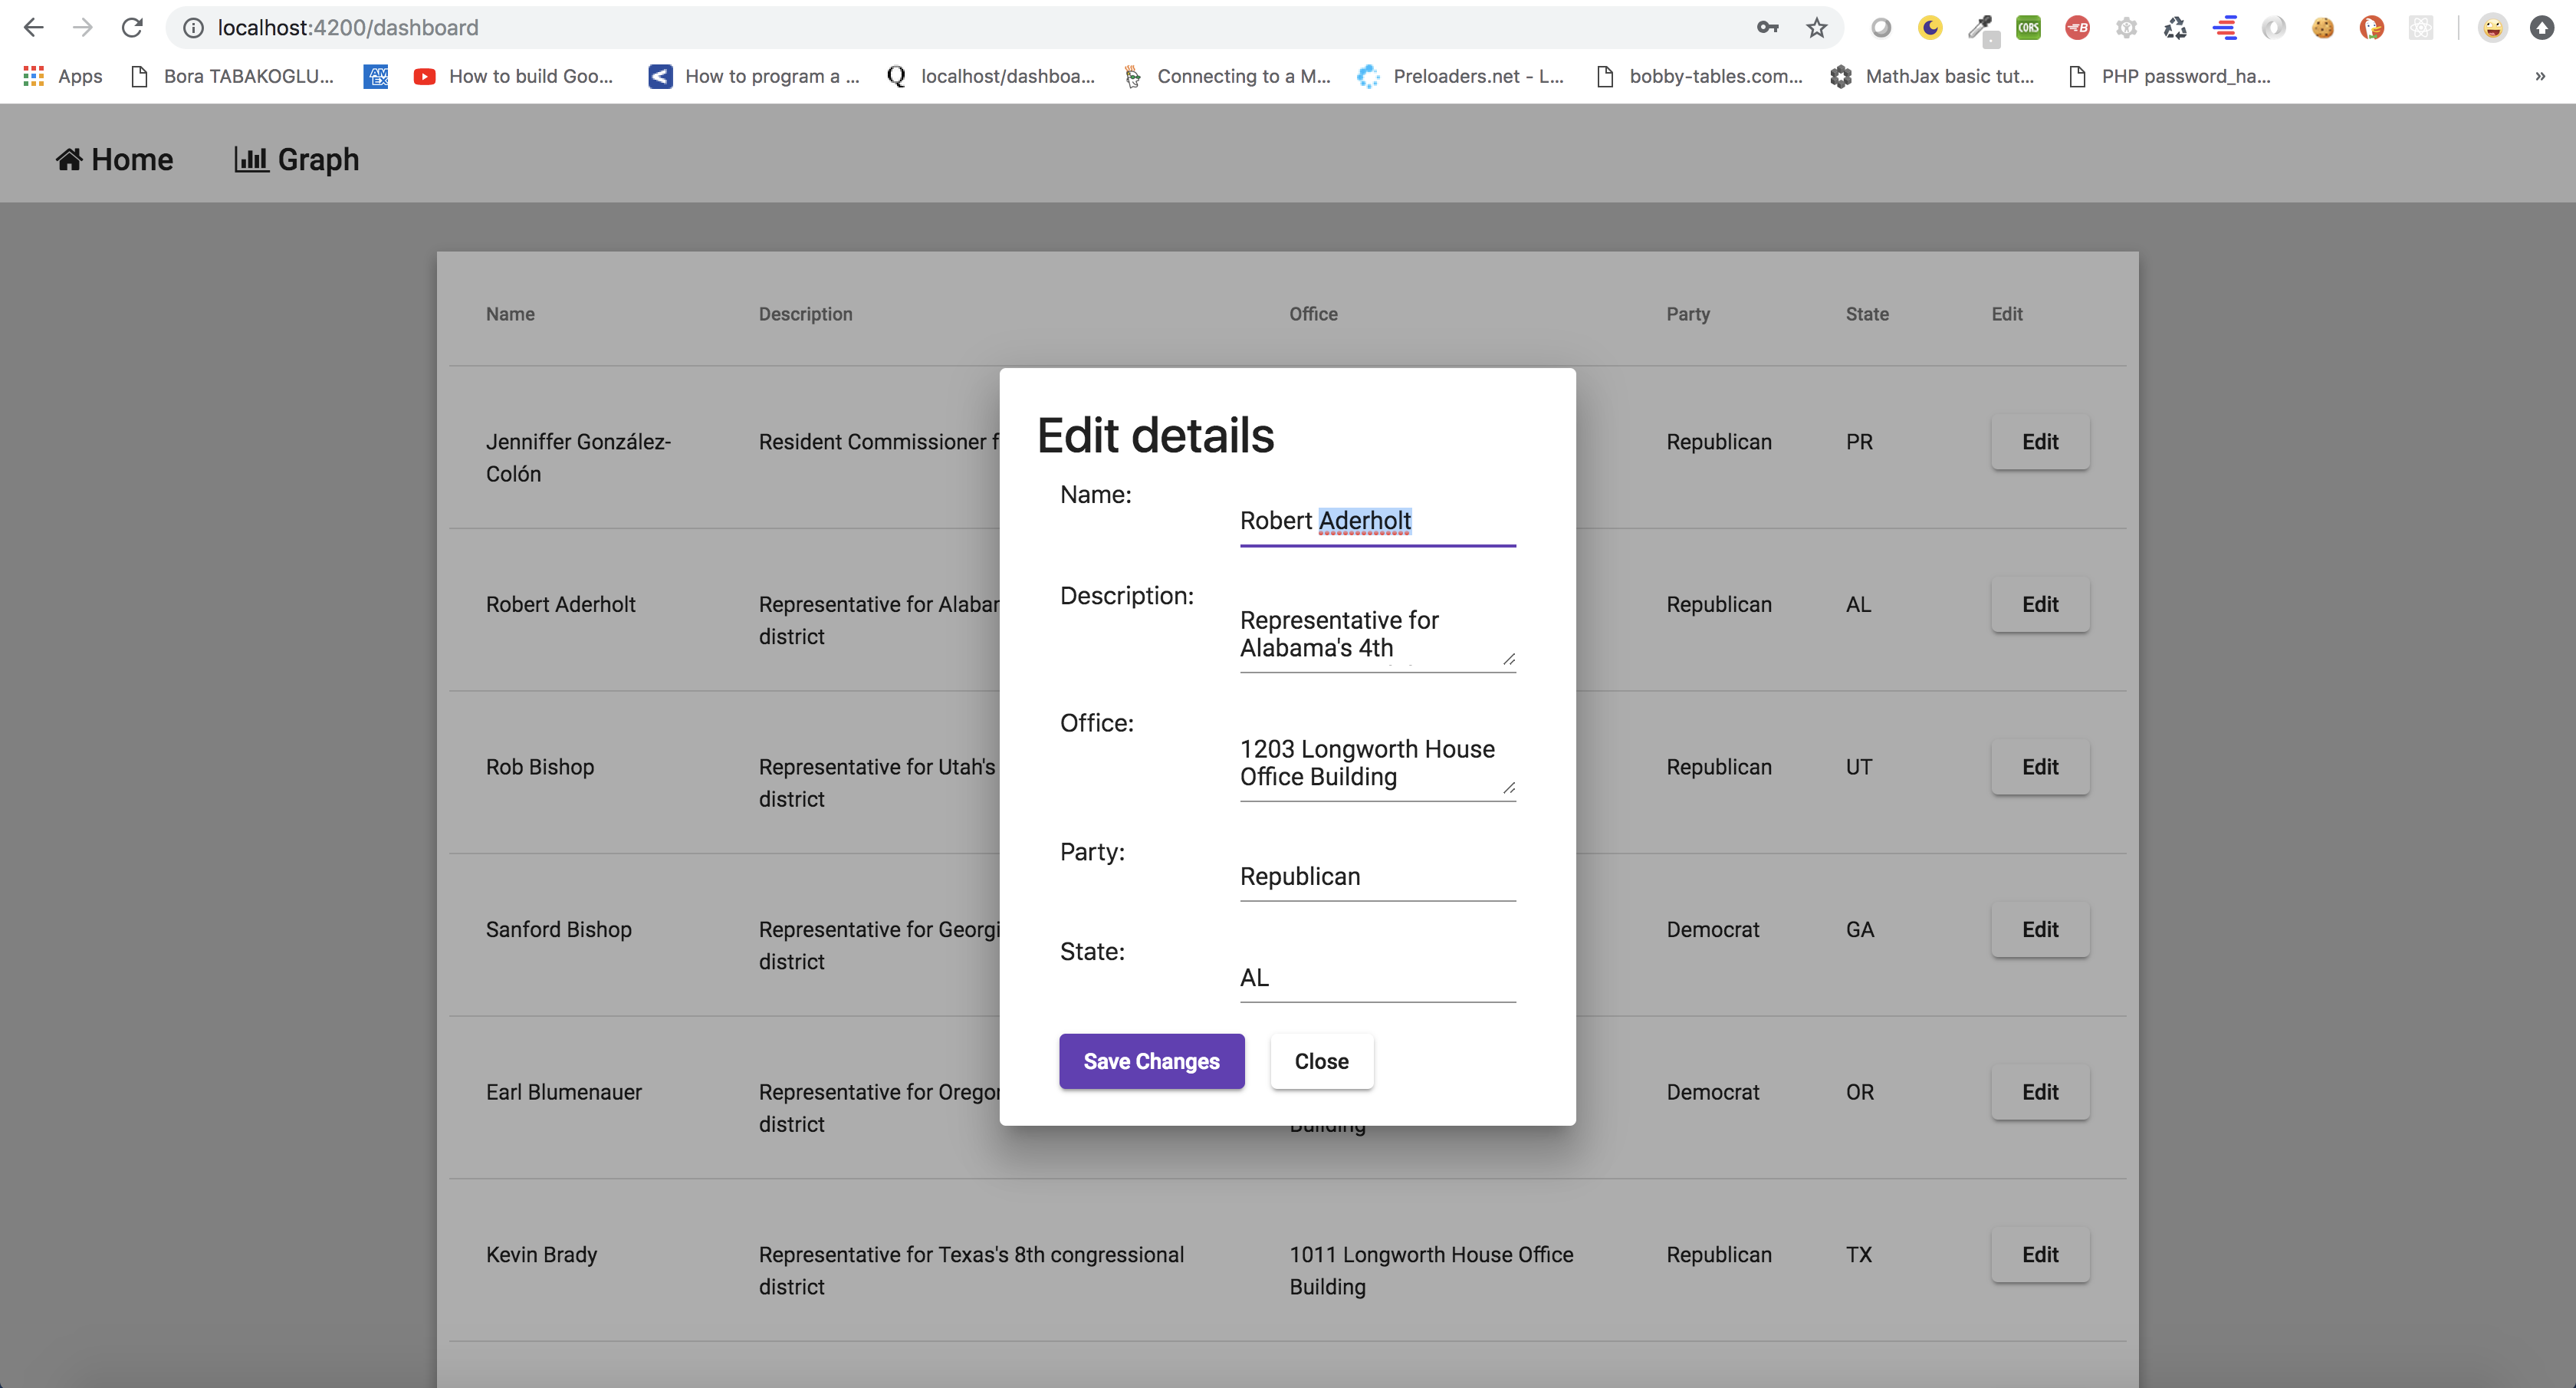 localhost:4200/dashboard
Apps
Bora TABAKOGLU...
AM
EX
How to build Goo...
How to program a ...
Q
localhost/dashboa...
Connecting to a M...
Preloaders.net - L...
bobby-tables.com...
MathJax basic tut...
PHP password_ha...
»
CORS
Home
Graph
Name
Description
Office
Party
State
Edit
Jenniffer González-
Colón
Resident Commissioner f
Republican
PR
Edit
Robert Aderholt
Representative for Alabar
district
Republican
AL
Edit
Rob Bishop
Representative for Utah's
district
Republican
UT
Edit
Sanford Bishop
Representative for Georgi
district
Democrat
GA
Edit
Earl Blumenauer
Representative for Oregor
district
Building
Democrat
OR
Edit
Kevin Brady
Representative for Texas's 8th congressional
district
1011 Longworth House Office
Building
Republican
TX
Edit
Edit details
Name:
Robert Aderholt
Description:
Representative for
Alabama's 4th
Office:
1203 Longworth House
Office Building
Party:
Republican
State:
AL
Save Changes
Close